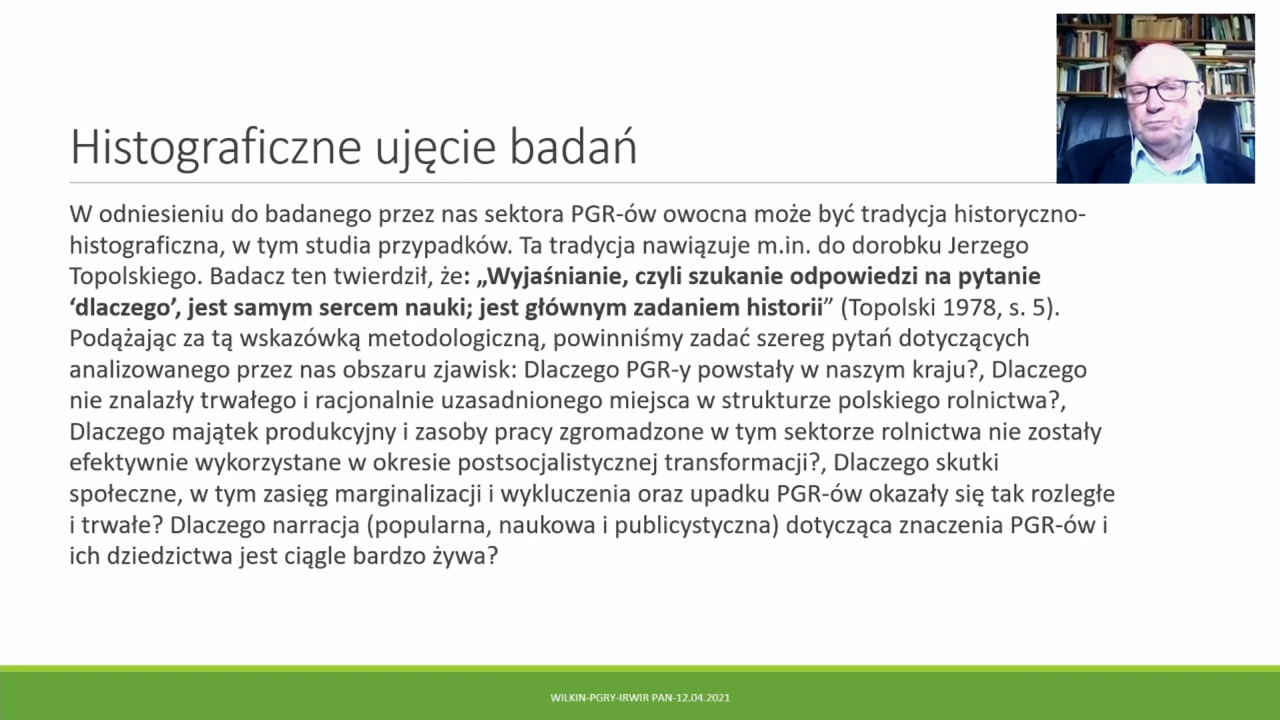 Histograficzne ujęcie badań
W odniesieniu do badanego przez nas sektora PGR-ów owocna może być tradycja historyczno-
histograficzna, w tym studia przypadków. Ta tradycja nawiązuje m.in. do dorobku Jerzego
Topolskiego. Badacz ten twierdził, że: „Wyjaśnianie, czyli szukanie odpowiedzi na pytanie
‘dlaczego’, jest samym sercem nauki; jest głównym zadaniem historii” (Topolski 1978, s. 5).
Podążając za tą wskazówką metodologiczną, powinniśmy zadać szereg pytań dotyczących
analizowanego przez nas obszaru zjawisk: Dlaczego PGR-y powstały w naszym kraju?, Dlaczego
nie znalazły trwałego i racjonalnie uzasadnionego miejsca w strukturze polskiego rolnictwa?,
Dlaczego majątek produkcyjny i zasoby pracy zgromadzone w tym sektorze rolnictwa nie zostały
efektywnie wykorzystane w okresie postsocjalistycznej transformacji?, Dlaczego skutki
społeczne, w tym zasięg marginalizacji i wykluczenia oraz upadku PGR-ów okazały się tak rozległe
i trwałe? Dlaczego narracja (popularna, naukowa i publicystyczna) dotycząca znaczenia PGR-ów i
ich dziedzictwa jest ciągle bardzo żywa?
WILKIN-PGRY-IRWIR PAN-12.04.2021